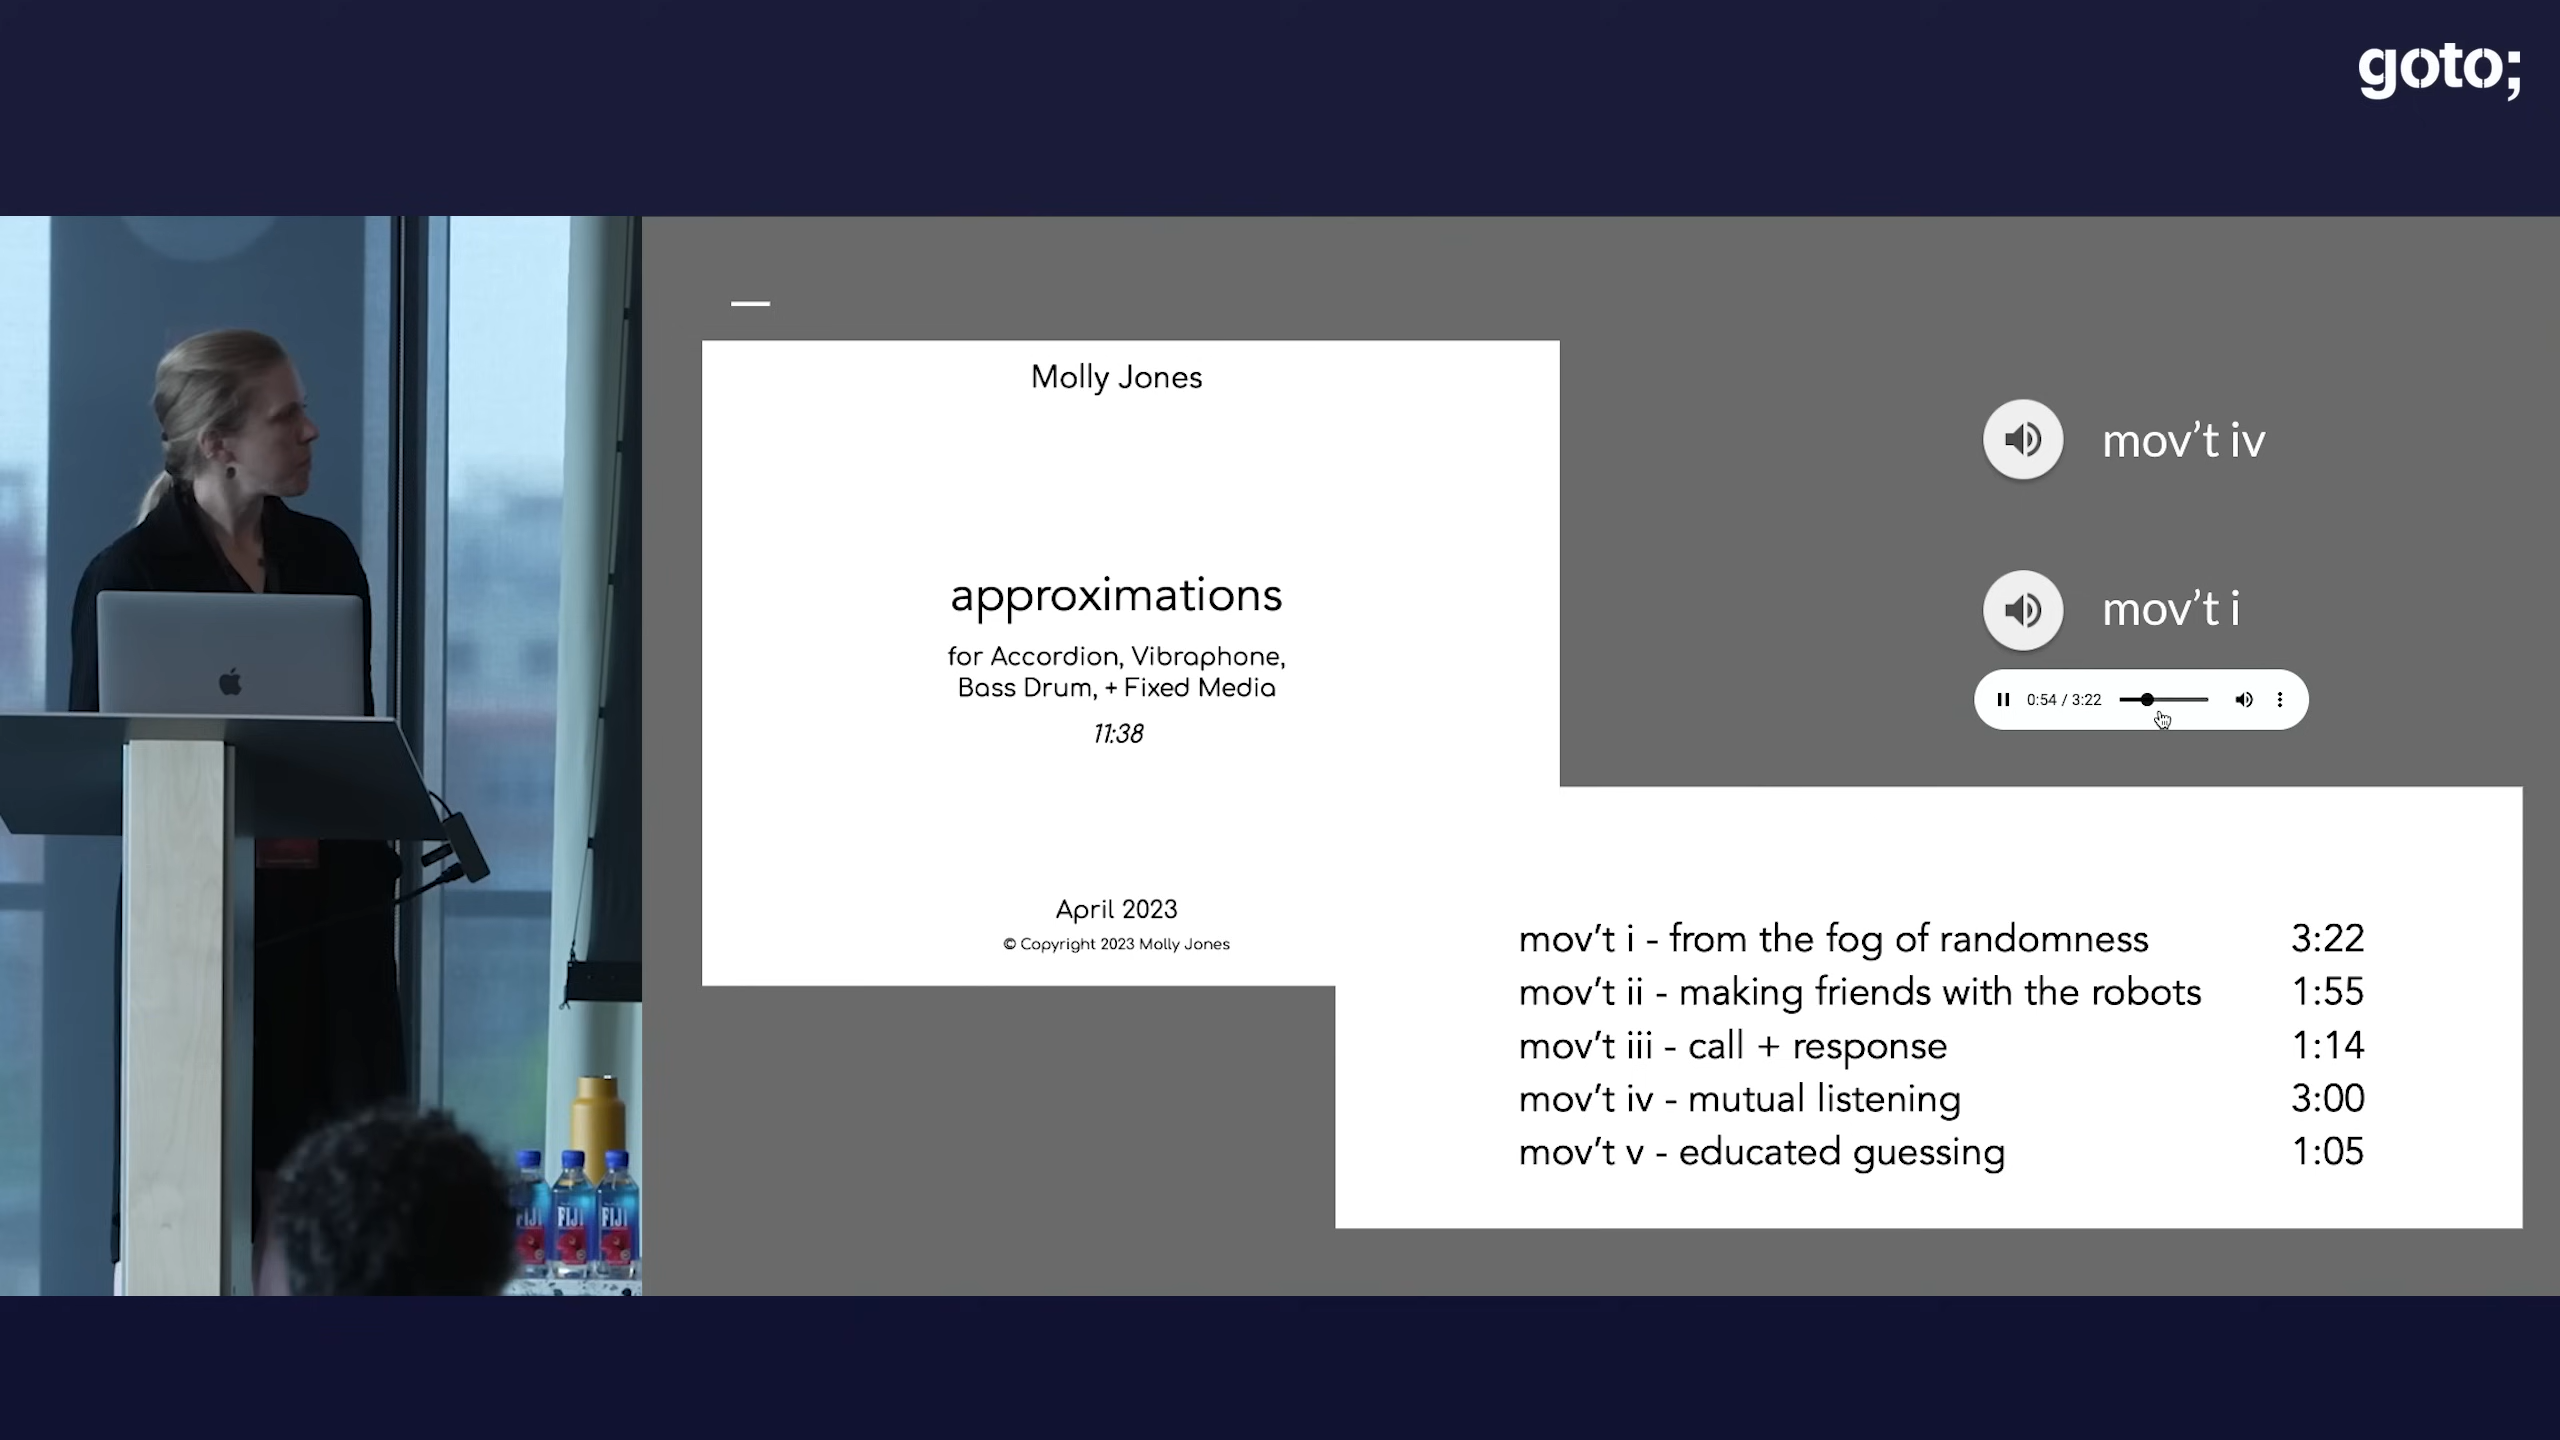 goto;
Molly Jones
approximations
for Accordion, Vibraphone,
Bass Drum, + Fixed Media
11:38
April 2023
© Copyright 2023 Molly Jones
mov't iv
mov't i
0:54 / 3:22
mov't i - from the fog of randomness 3:22
mov't ii - making friends with the robots 1:55
mov't iii - call + response 1:14
mov't iv - mutual listening 3:00
mov't v - educated guessing 1:05
FIJI
FIJI
FIJI